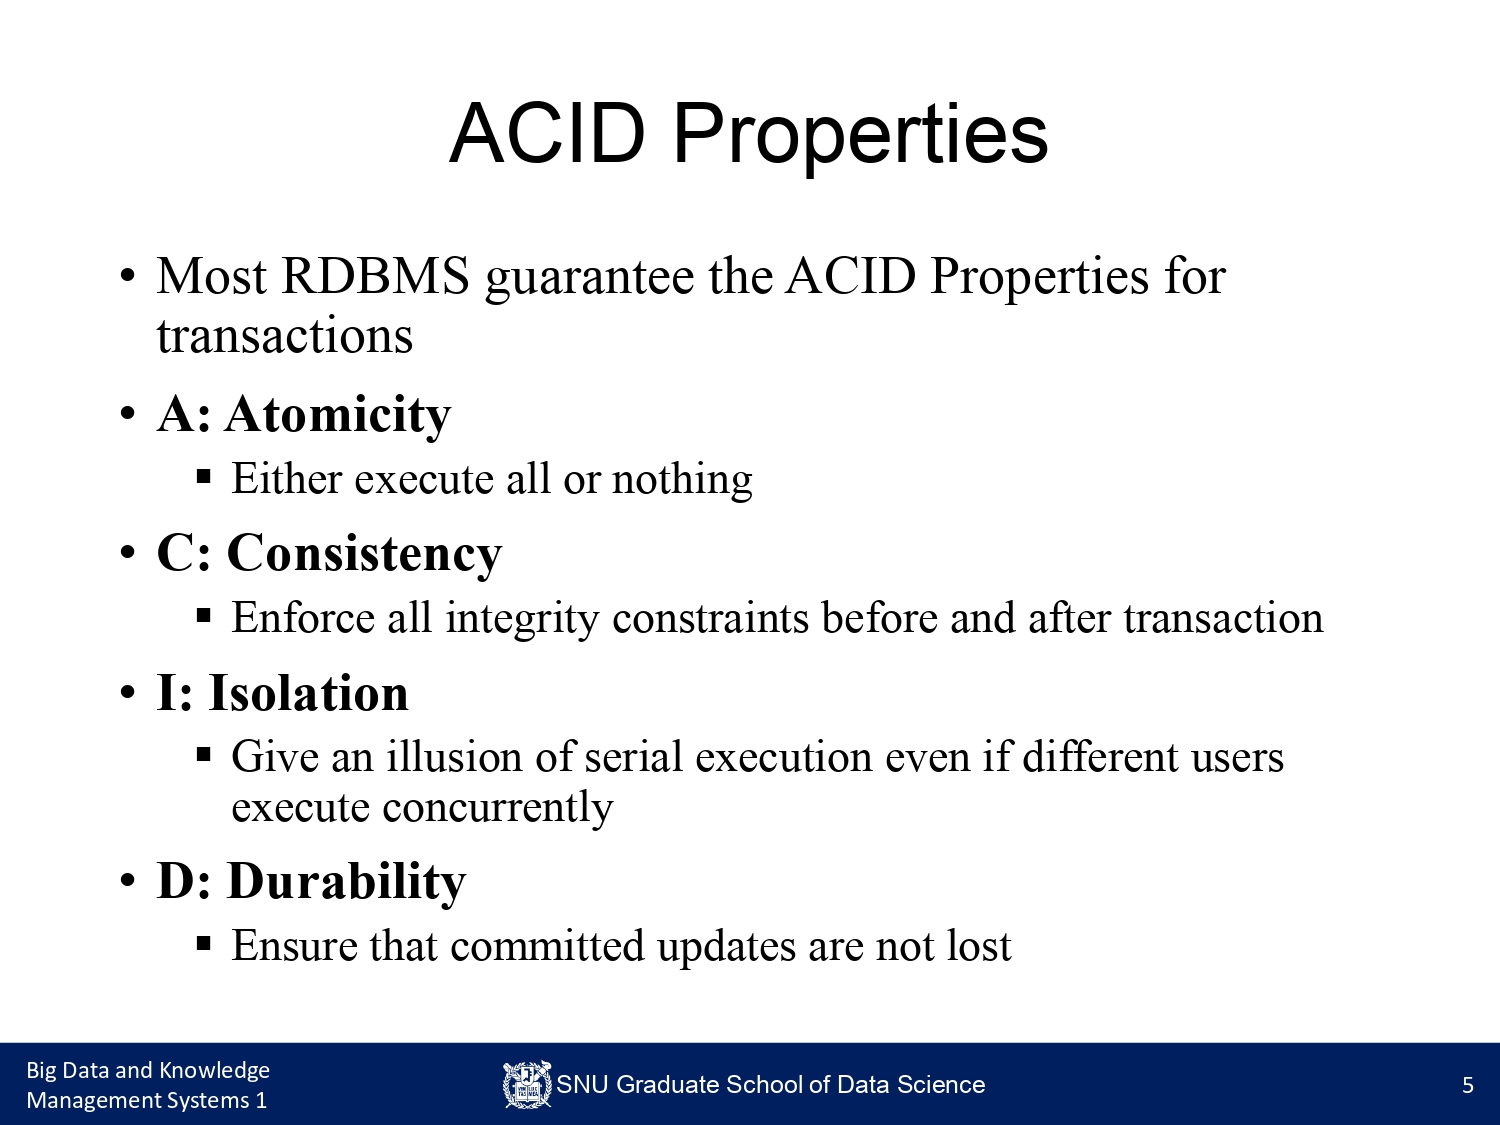 ACID Properties
• Most RDBMS guarantee the ACID Properties for
transactions
• A: Atomicity
▪ Either execute all or nothing
• C: Consistency
▪ Enforce all integrity constraints before and after transaction
• I: Isolation
▪ Give an illusion of serial execution even if different users
execute concurrently
• D: Durability
▪ Ensure that committed updates are not lost
Big Data and Knowledge
Management Systems 1
SNU Graduate School of Data Science
5